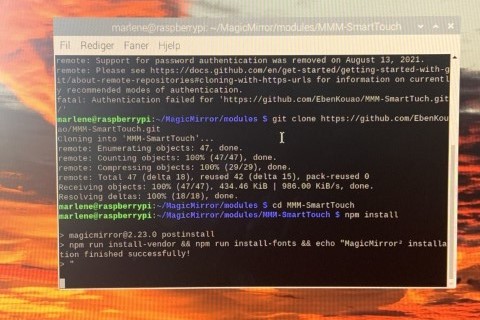 marlene@raspberrypi: ~/MagicMirror/modules/MMM-SmartTouch
Fil Rediger Faner Hjelp
remote: Support for password authentication was removed on August 13, 2021.
remote: Please see https://docs.github.com/en/get-started/getting-started-with-g
it/about-remote-repositories#cloning-with-https-urls for information on currentl
y recommended modes of authentication.
fatal: Authentication failed for 'https://github.com/EbenKouao/MMM-SmartTuch.git
/'
marlene@raspberrypi:~/MagicMirror/modules $ git clone https://github.com/EbenKou
ao/MMM-SmartTouch.git
Cloning into 'MMM-SmartTouch'...
remote: Enumerating objects: 47, done.
remote: Counting objects: 100% (47/47), done.
remote: Compressing objects: 100% (29/29), done.
remote: Total 47 (delta 18), reused 42 (delta 15), pack-reused 0
Receiving objects: 100% (47/47), 434.46 KiB | 986.00 KiB/s, done.
Resolving deltas: 100% (18/18), done.
marlene@raspberrypi:~/MagicMirror/modules $ cd MMM-SmartTouch
marlene@raspberrypi:~/MagicMirror/modules/MMM-SmartTouch $ npm install
> magicmirror@2.23.0 postinstall
> npm run install-vendor && npm run install-fonts && echo "MagicMirror² installa
tion finished successfully!
> "